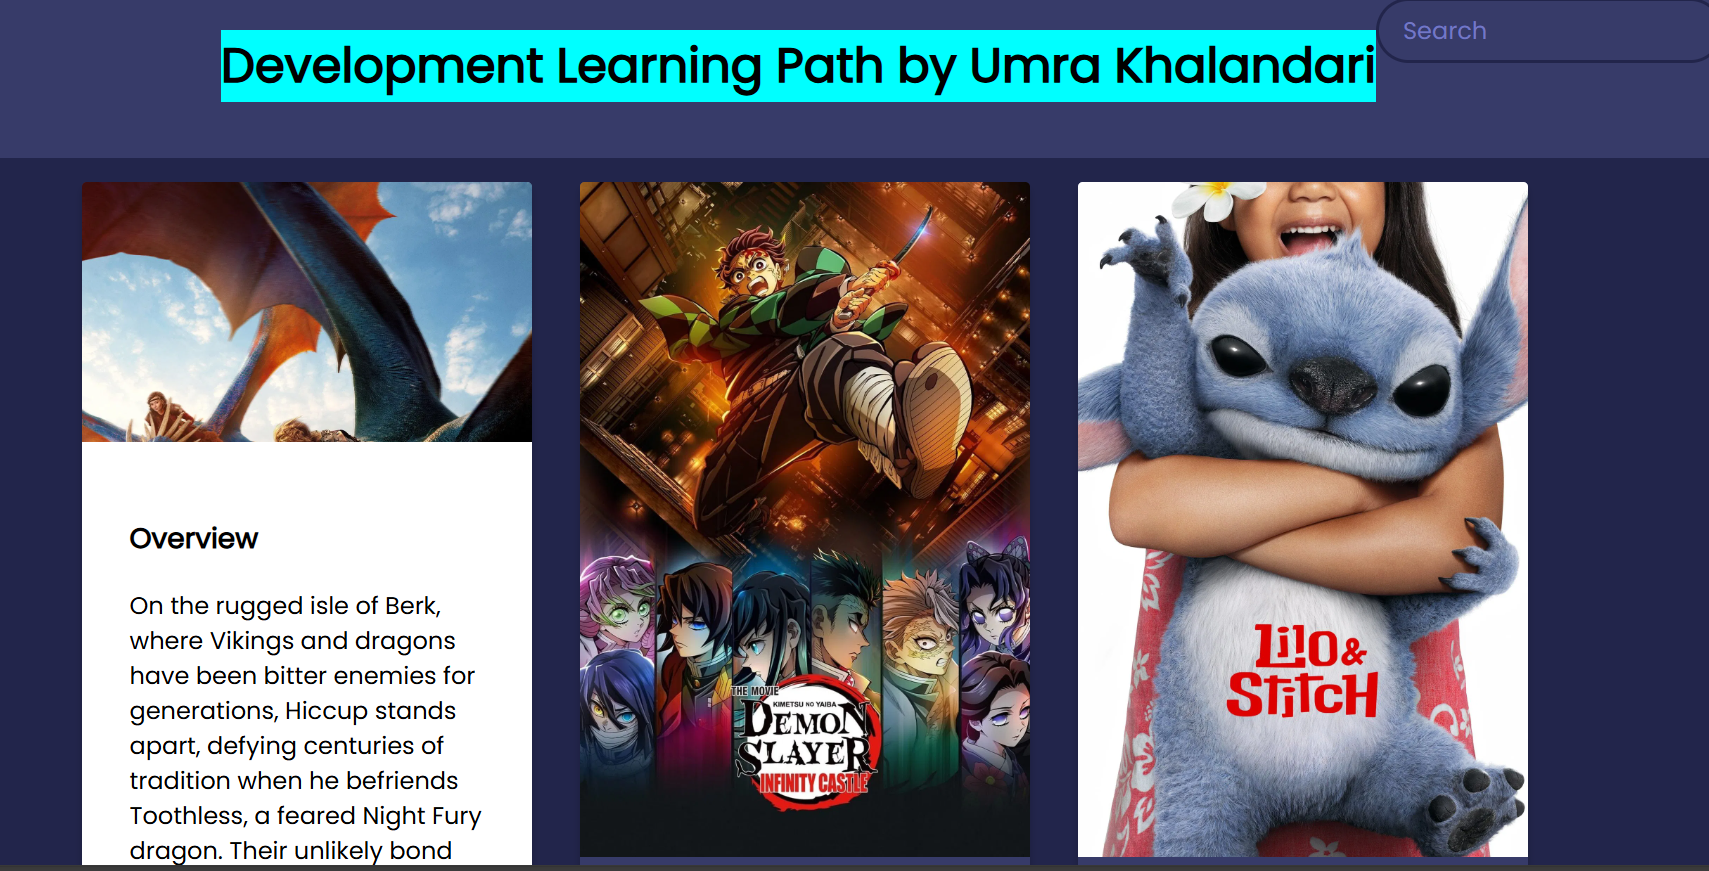 Development Learning Path by Umra Khalandari
Search
Overview
On the rugged isle of Berk,
where Vikings and dragons
have been bitter enemies for
generations, Hiccup stands
apart, defying centuries of
tradition when he befriends
Toothless, a feared Night Fury
dragon. Their unlikely bond
THE MOVIE
KIMETSU NO YAIBA
DEMON
SLAYER
INFINITY CASTLE
Lilo &
Stitch